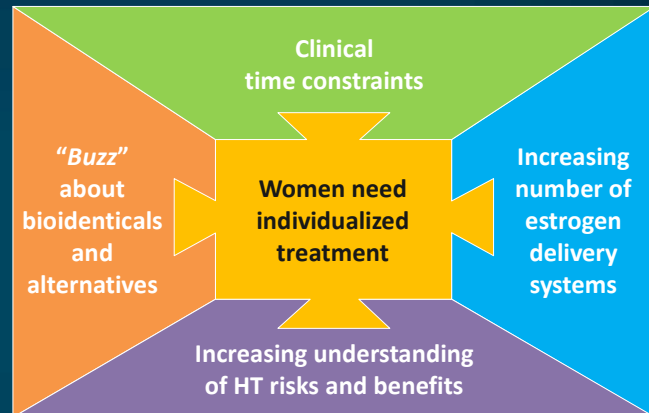 Clinical
time constraints
"Buzz"
about
bioidenticals
and
alternatives
Women need
individualized
treatment
Increasing
number of
estrogen
delivery
systems
Increasing understanding
of HT risks and benefits